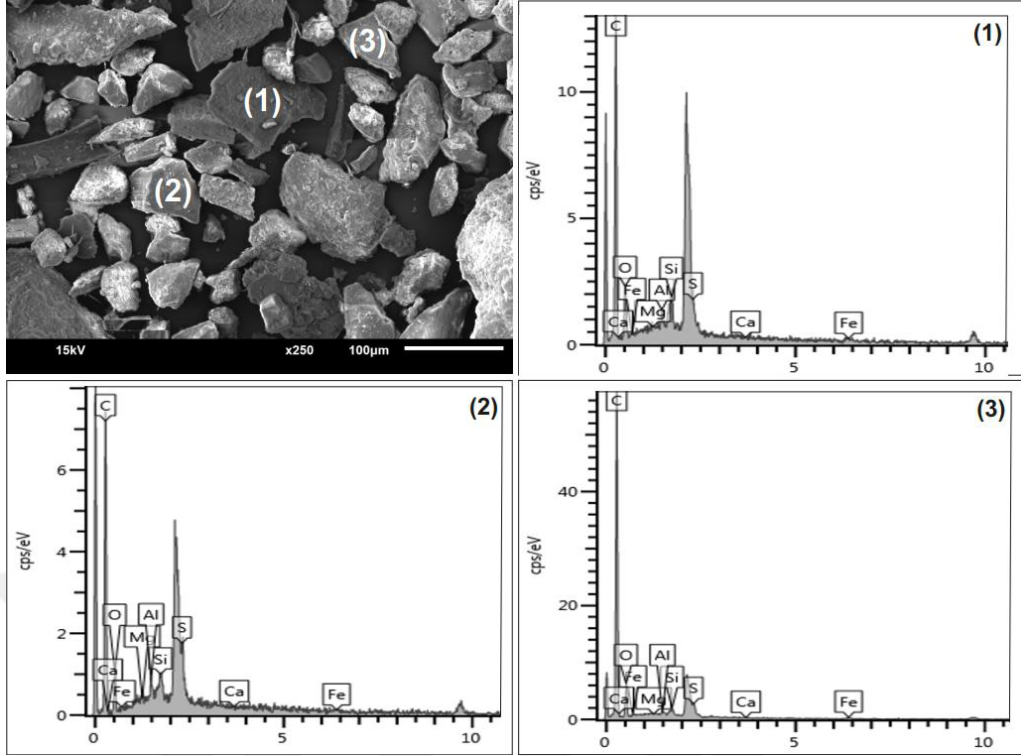 (1)
(2)
(3)
15kV x250 100μm
(1)
C
O
Si
Fe
Al
S
Mg
Ca
Ca
Fe
cps/eV
10
5
0
0 5 10
(2)
C
O
Al
Mg
Si
S
Ca
Fe
Ca
Fe
cps/eV
6
4
2
0
0 5 10
(3)
C
O
Al
Fe
Si
S
Ca
Mg
Ca
Fe
cps/eV
40
20
0
0 5 10